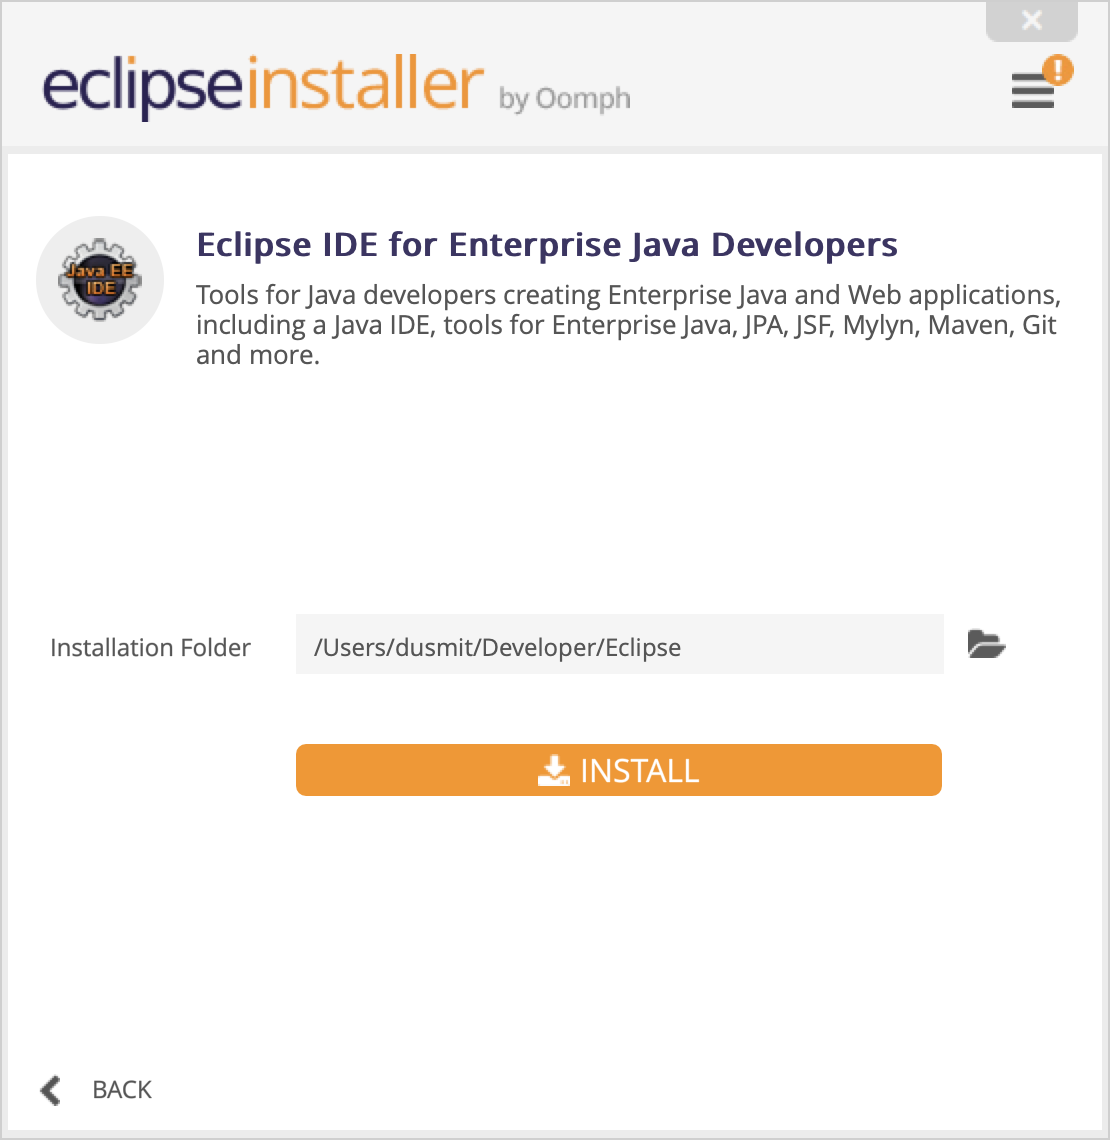 eclipseinstaller by Oomph
Java EE
IDE
Eclipse IDE for Enterprise Java Developers
Tools for Java developers creating Enterprise Java and Web applications,
including a Java IDE, tools for Enterprise Java, JPA, JSF, Mylyn, Maven, Git
and more.
Installation Folder /Users/dusmit/Developer/Eclipse
INSTALL
BACK